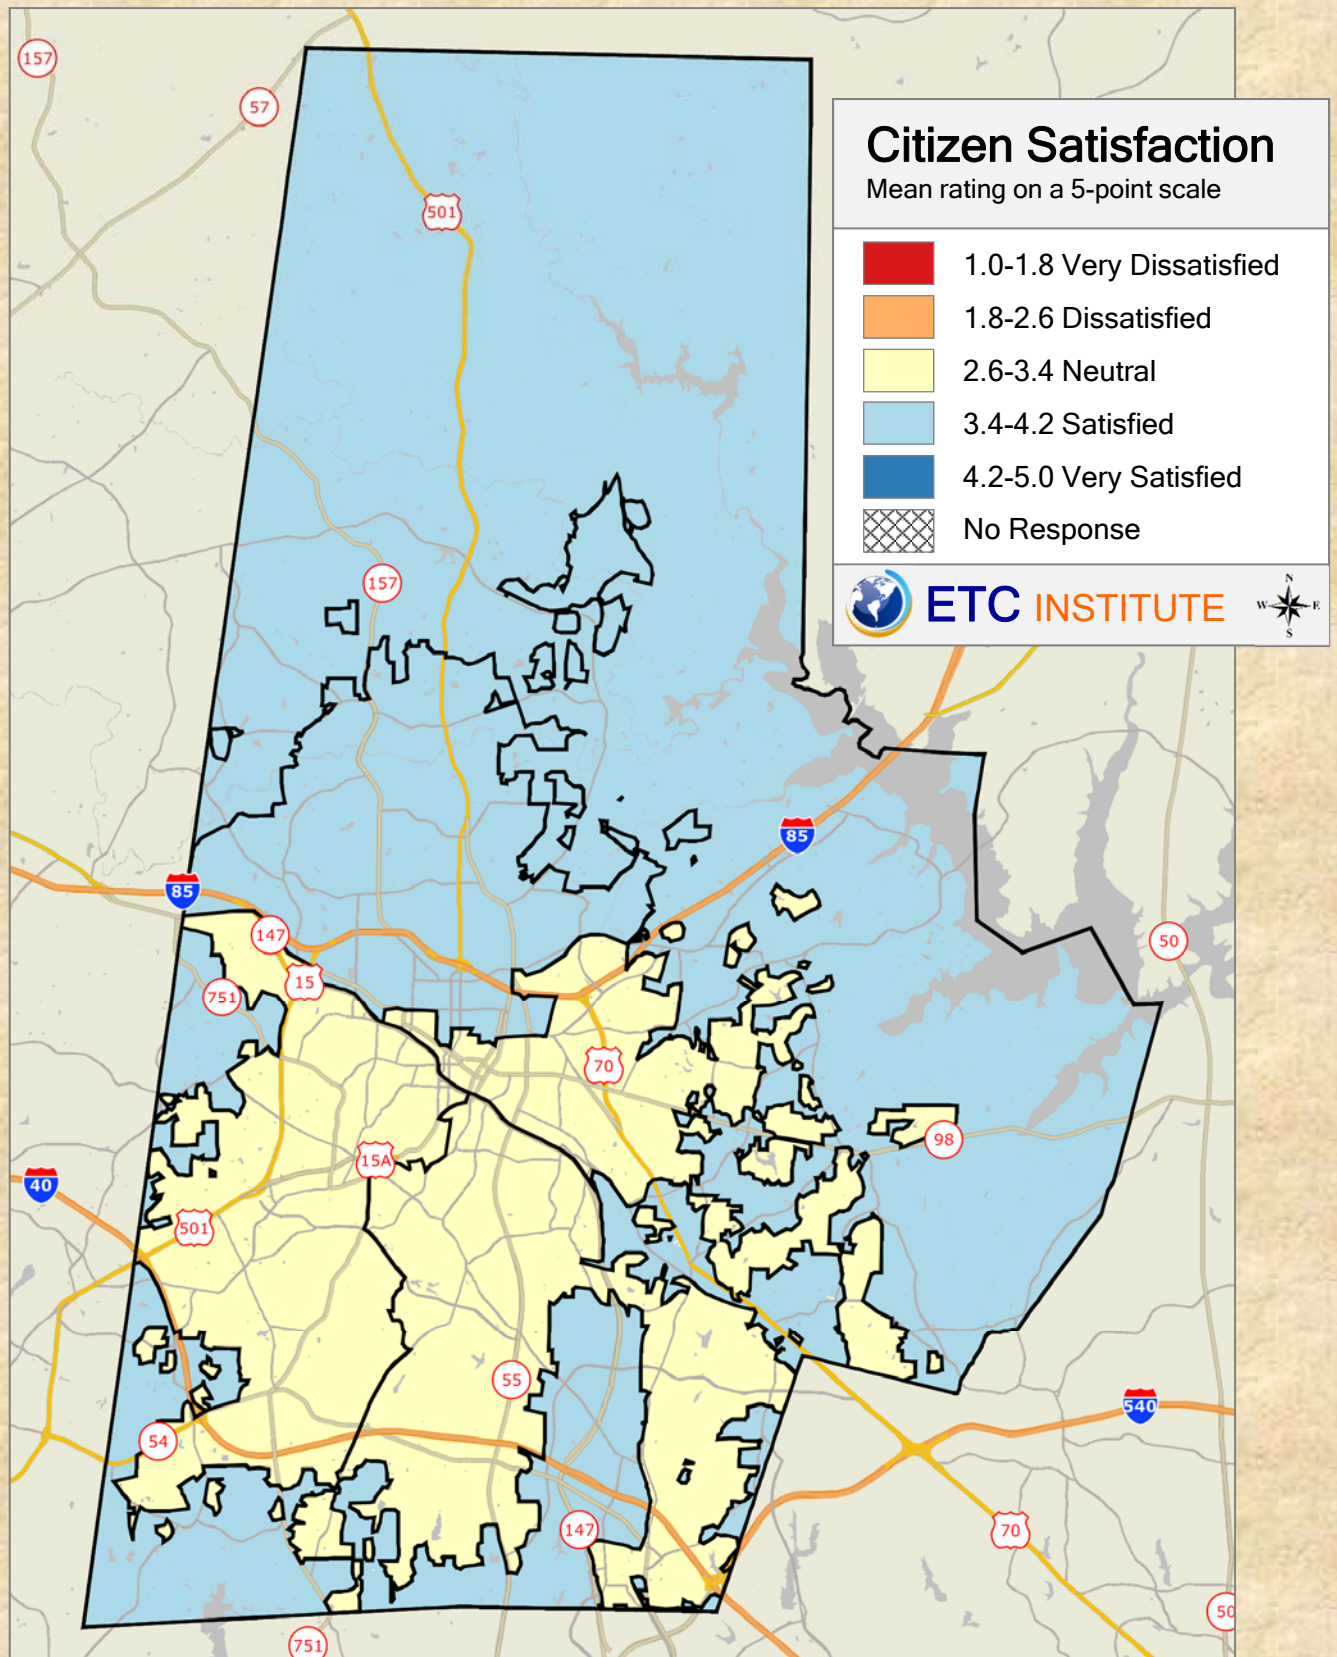 157
57
501
Citizen Satisfaction
Mean rating on a 5-point scale
1.0-1.8 Very Dissatisfied
1.8-2.6 Dissatisfied
2.6-3.4 Neutral
3.4-4.2 Satisfied
4.2-5.0 Very Satisfied
No Response
ETC INSTITUTE
N
W E
S
157
85
85
147
50
15
751
70
98
15A
40
501
55
540
54
147
70
50
751